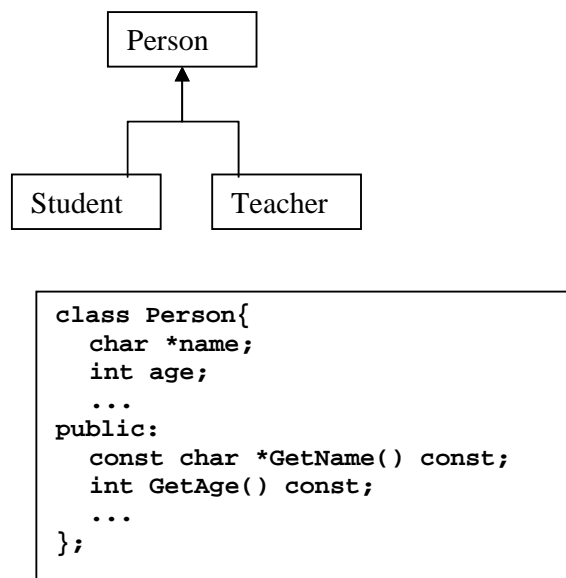 Person
Student
Teacher
class Person{
char *name;
int age;
...
public:
const char *GetName() const;
int GetAge() const;
...
};